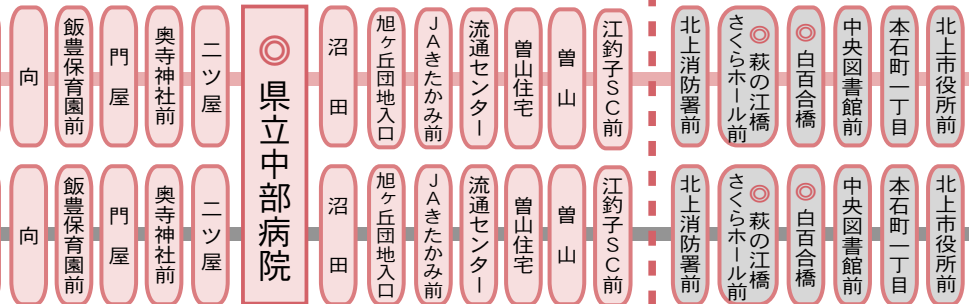 向
飯豊保育園前
門屋
奥寺神社前
二ツ屋
◎県立中部病院
沼田
旭ヶ丘団地入口
JAきたかみ前
流通センター
曽山住宅
曽山
江釣子SC前
北上消防署前
◎萩の江橋
さくらホール前
◎白百合橋
中央図書館前
本石町一丁目
北上市役所前
向
飯豊保育園前
門屋
奥寺神社前
二ツ屋
沼田
旭ヶ丘団地入口
JAきたかみ前
流通センター
曽山住宅
曽山
江釣子SC前
北上消防署前
◎萩の江橋
さくらホール前
◎白百合橋
中央図書館前
本石町一丁目
北上市役所前